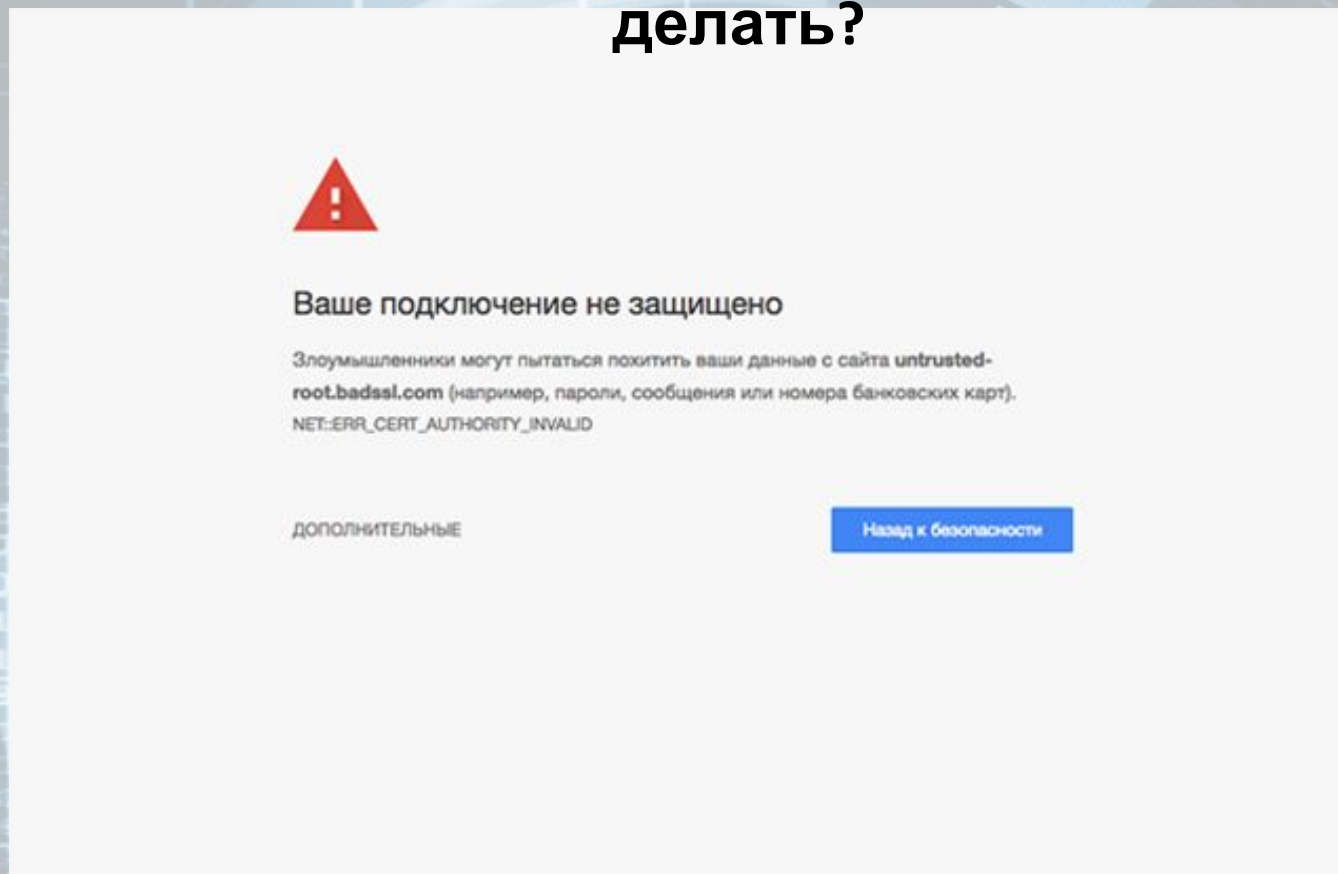 делать?
Ваше подключение не защищено
Злоумышленники могут пытаться похитить ваши данные с сайта untrusted-
root.badssl.com (например, пароли, сообщения или номера банковских карт).
NET::ERR_CERT_AUTHORITY_INVALID
ДОПОЛНИТЕЛЬНЫЕ
Назад к безопасности